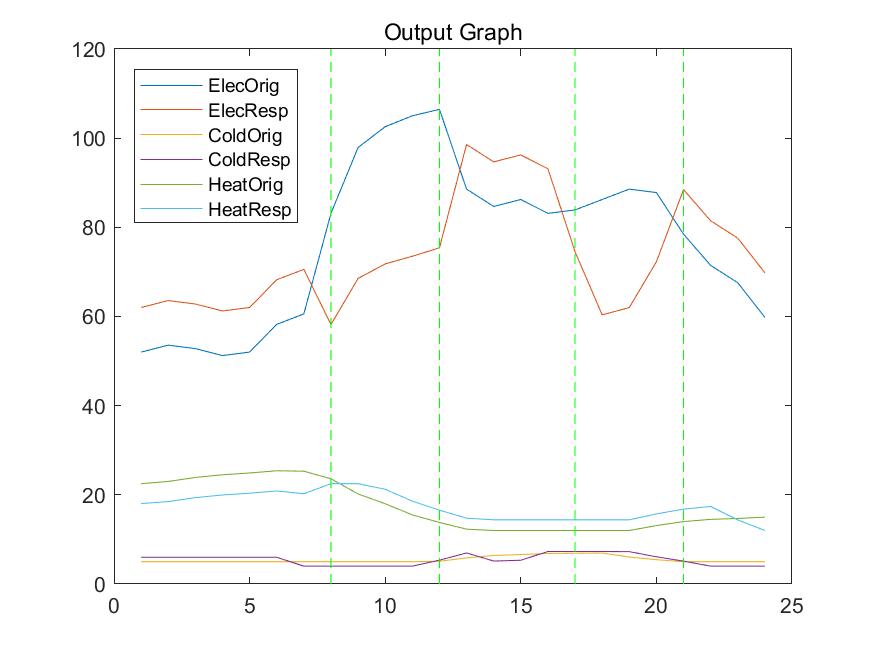 Output Graph
120
100
80
60
40
20
0
ElecOrig
ElecResp
ColdOrig
ColdResp
HeatOrig
HeatResp
0 5 10 15 20 25